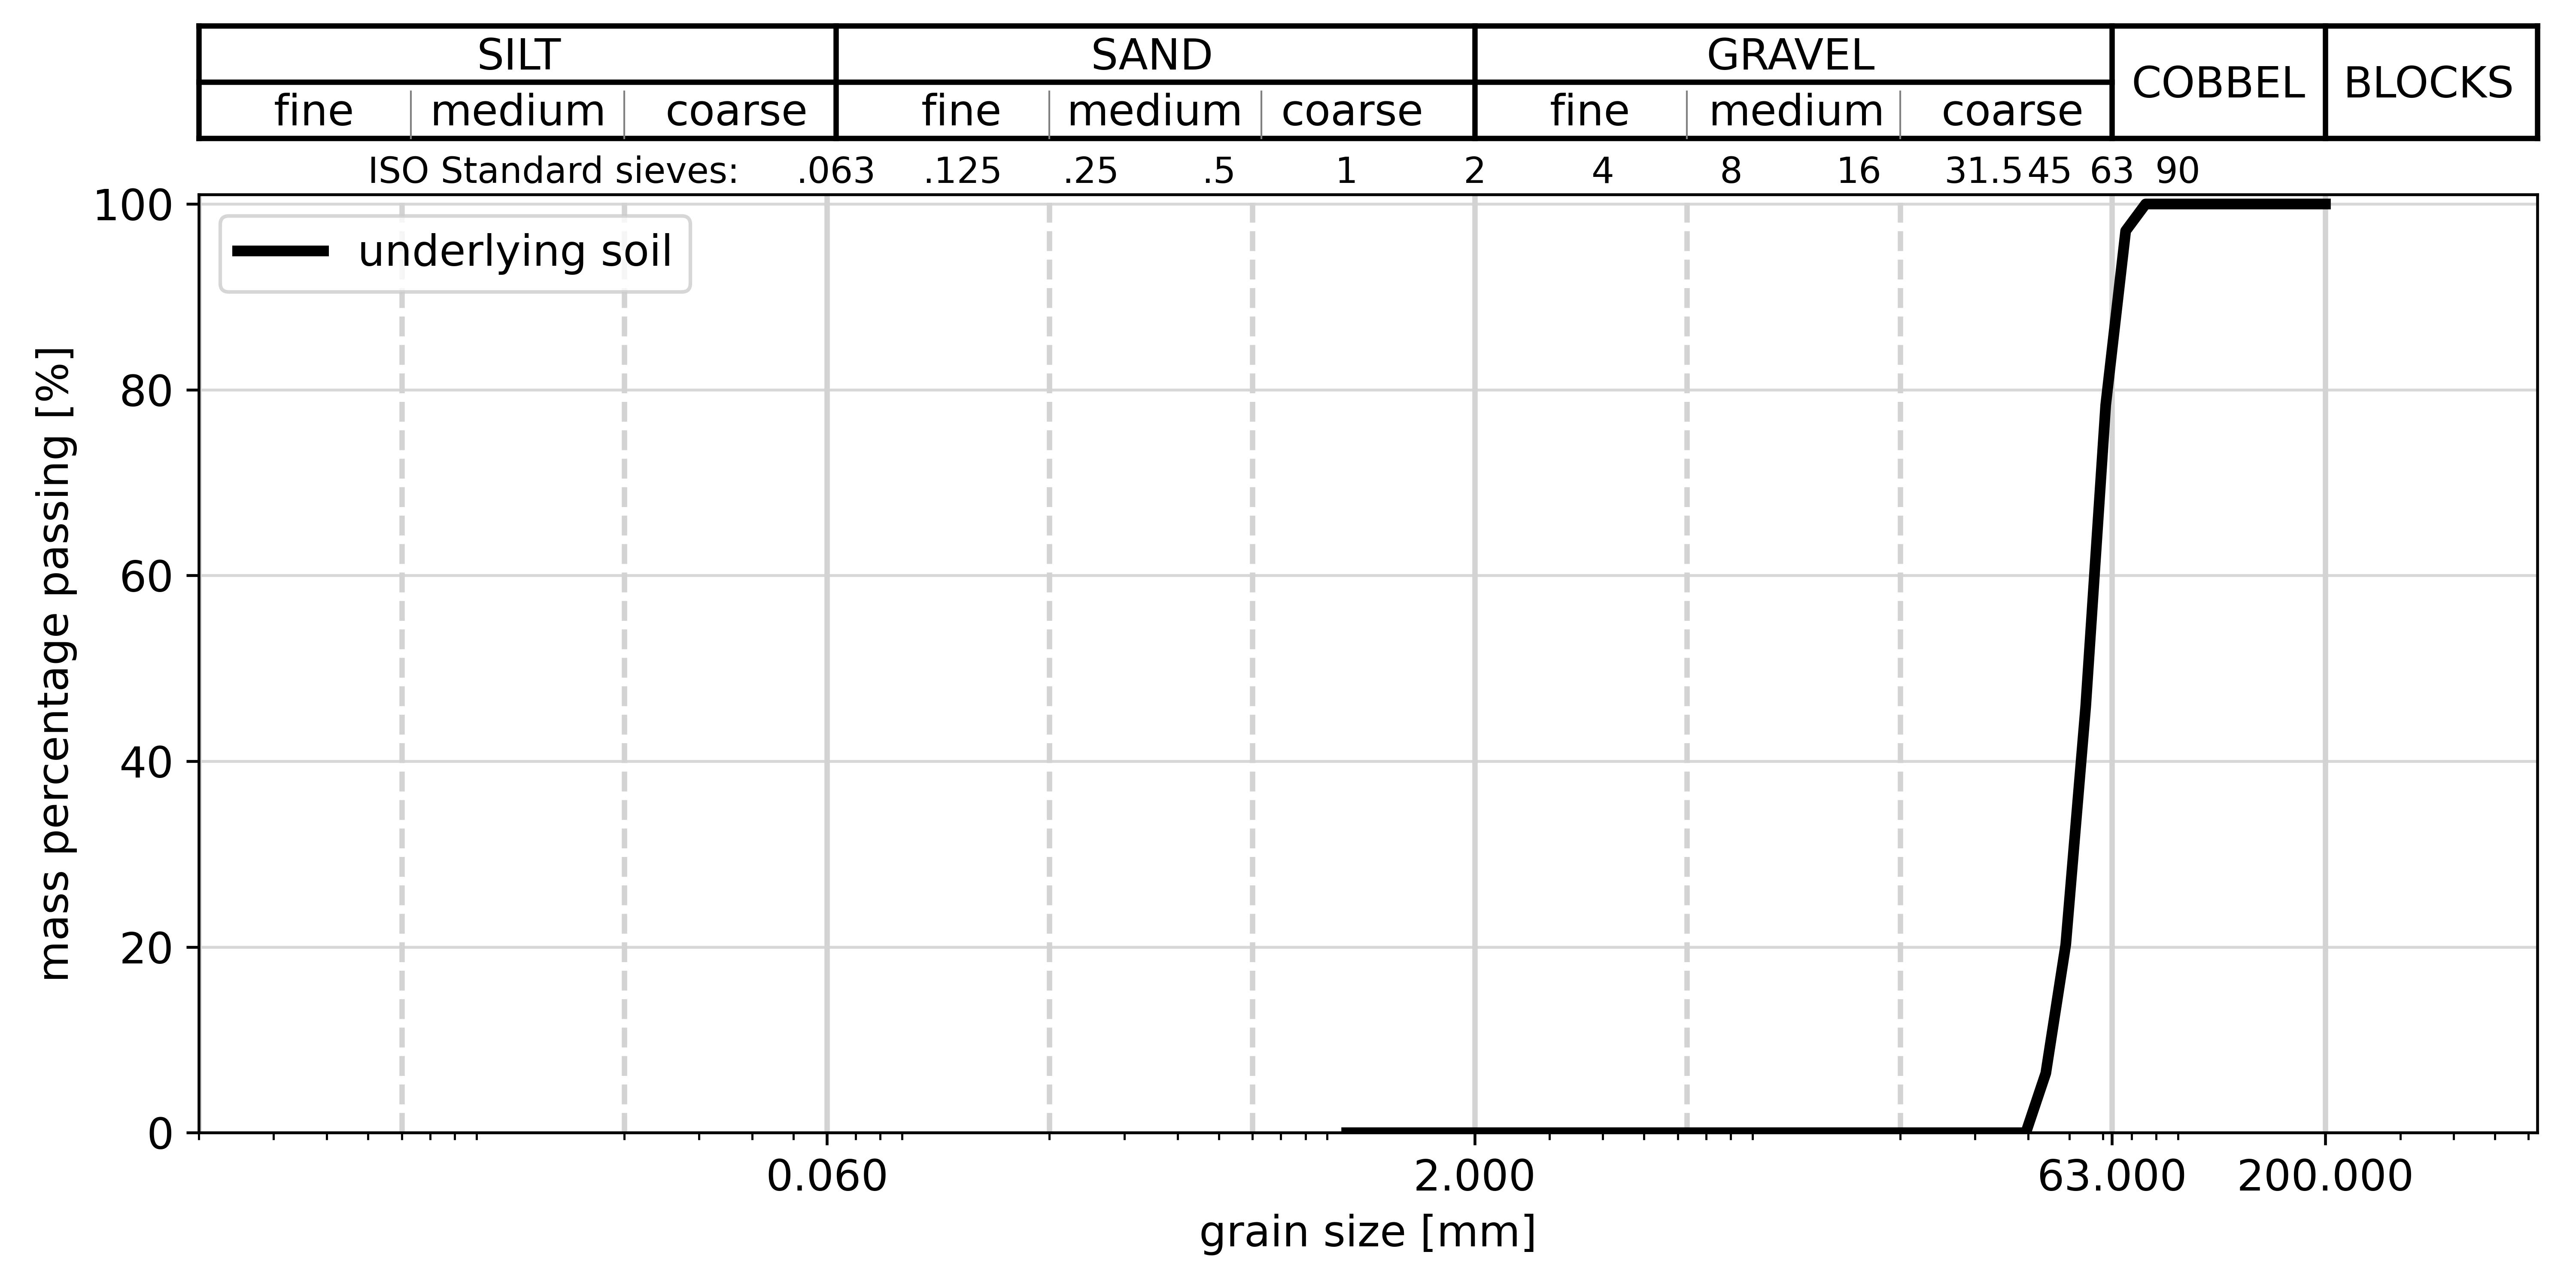 SILT SAND GRAVEL COBBEL BLOCKS
fine medium coarse fine medium coarse fine medium coarse
ISO Standard sieves: .063 .125 .25 .5 1 2 4 8 16 31.5 45 63 90
underlying soil
mass percentage passing [%]
100
80
60
40
20
0
0.060 2.000 63.000 200.000
grain size [mm]